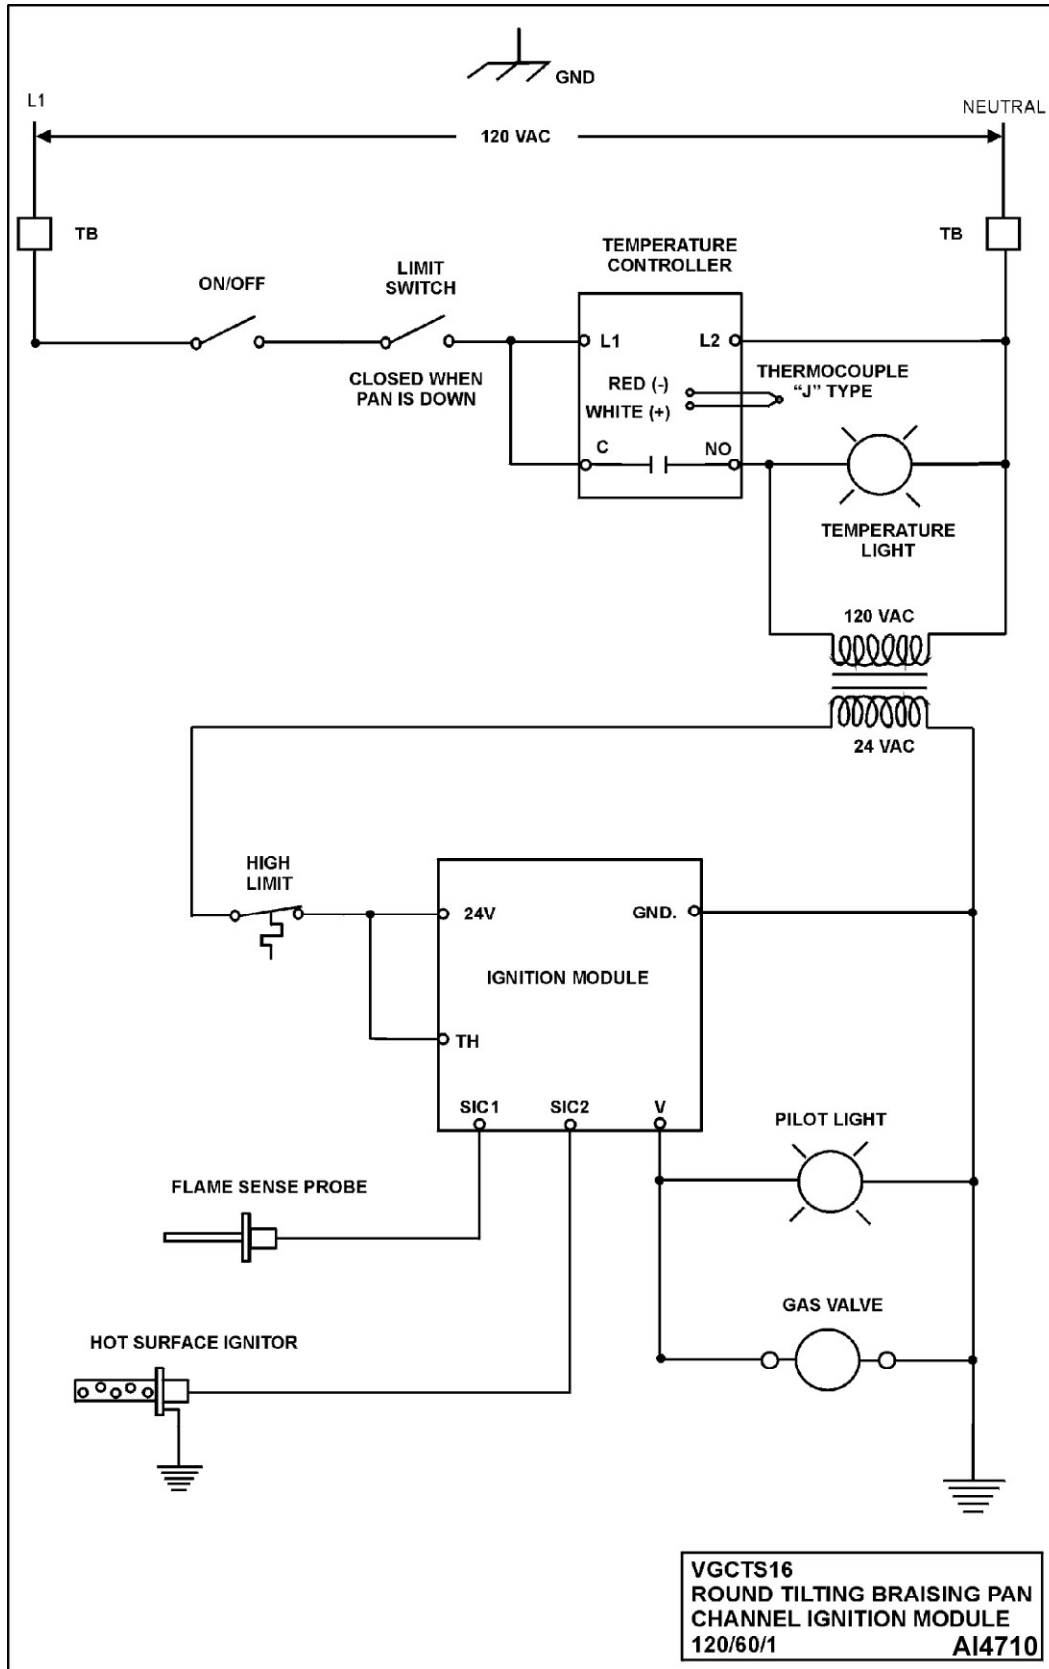 GND
L1
NEUTRAL
120 VAC
TB
TB
ON/OFF
LIMIT
SWITCH
CLOSED WHEN
PAN IS DOWN
TEMPERATURE
CONTROLLER
L1
L2
RED (-)
WHITE (+)
THERMOCOUPLE
“J” TYPE
C
NO
TEMPERATURE
LIGHT
120 VAC
24 VAC
HIGH
LIMIT
24V
GND.
IGNITION MODULE
TH
SIC1
SIC2
V
PILOT LIGHT
FLAME SENSE PROBE
GAS VALVE
HOT SURFACE IGNITOR
VGCTS16
ROUND TILTING BRAISING PAN
CHANNEL IGNITION MODULE
120/60/1 AI4710